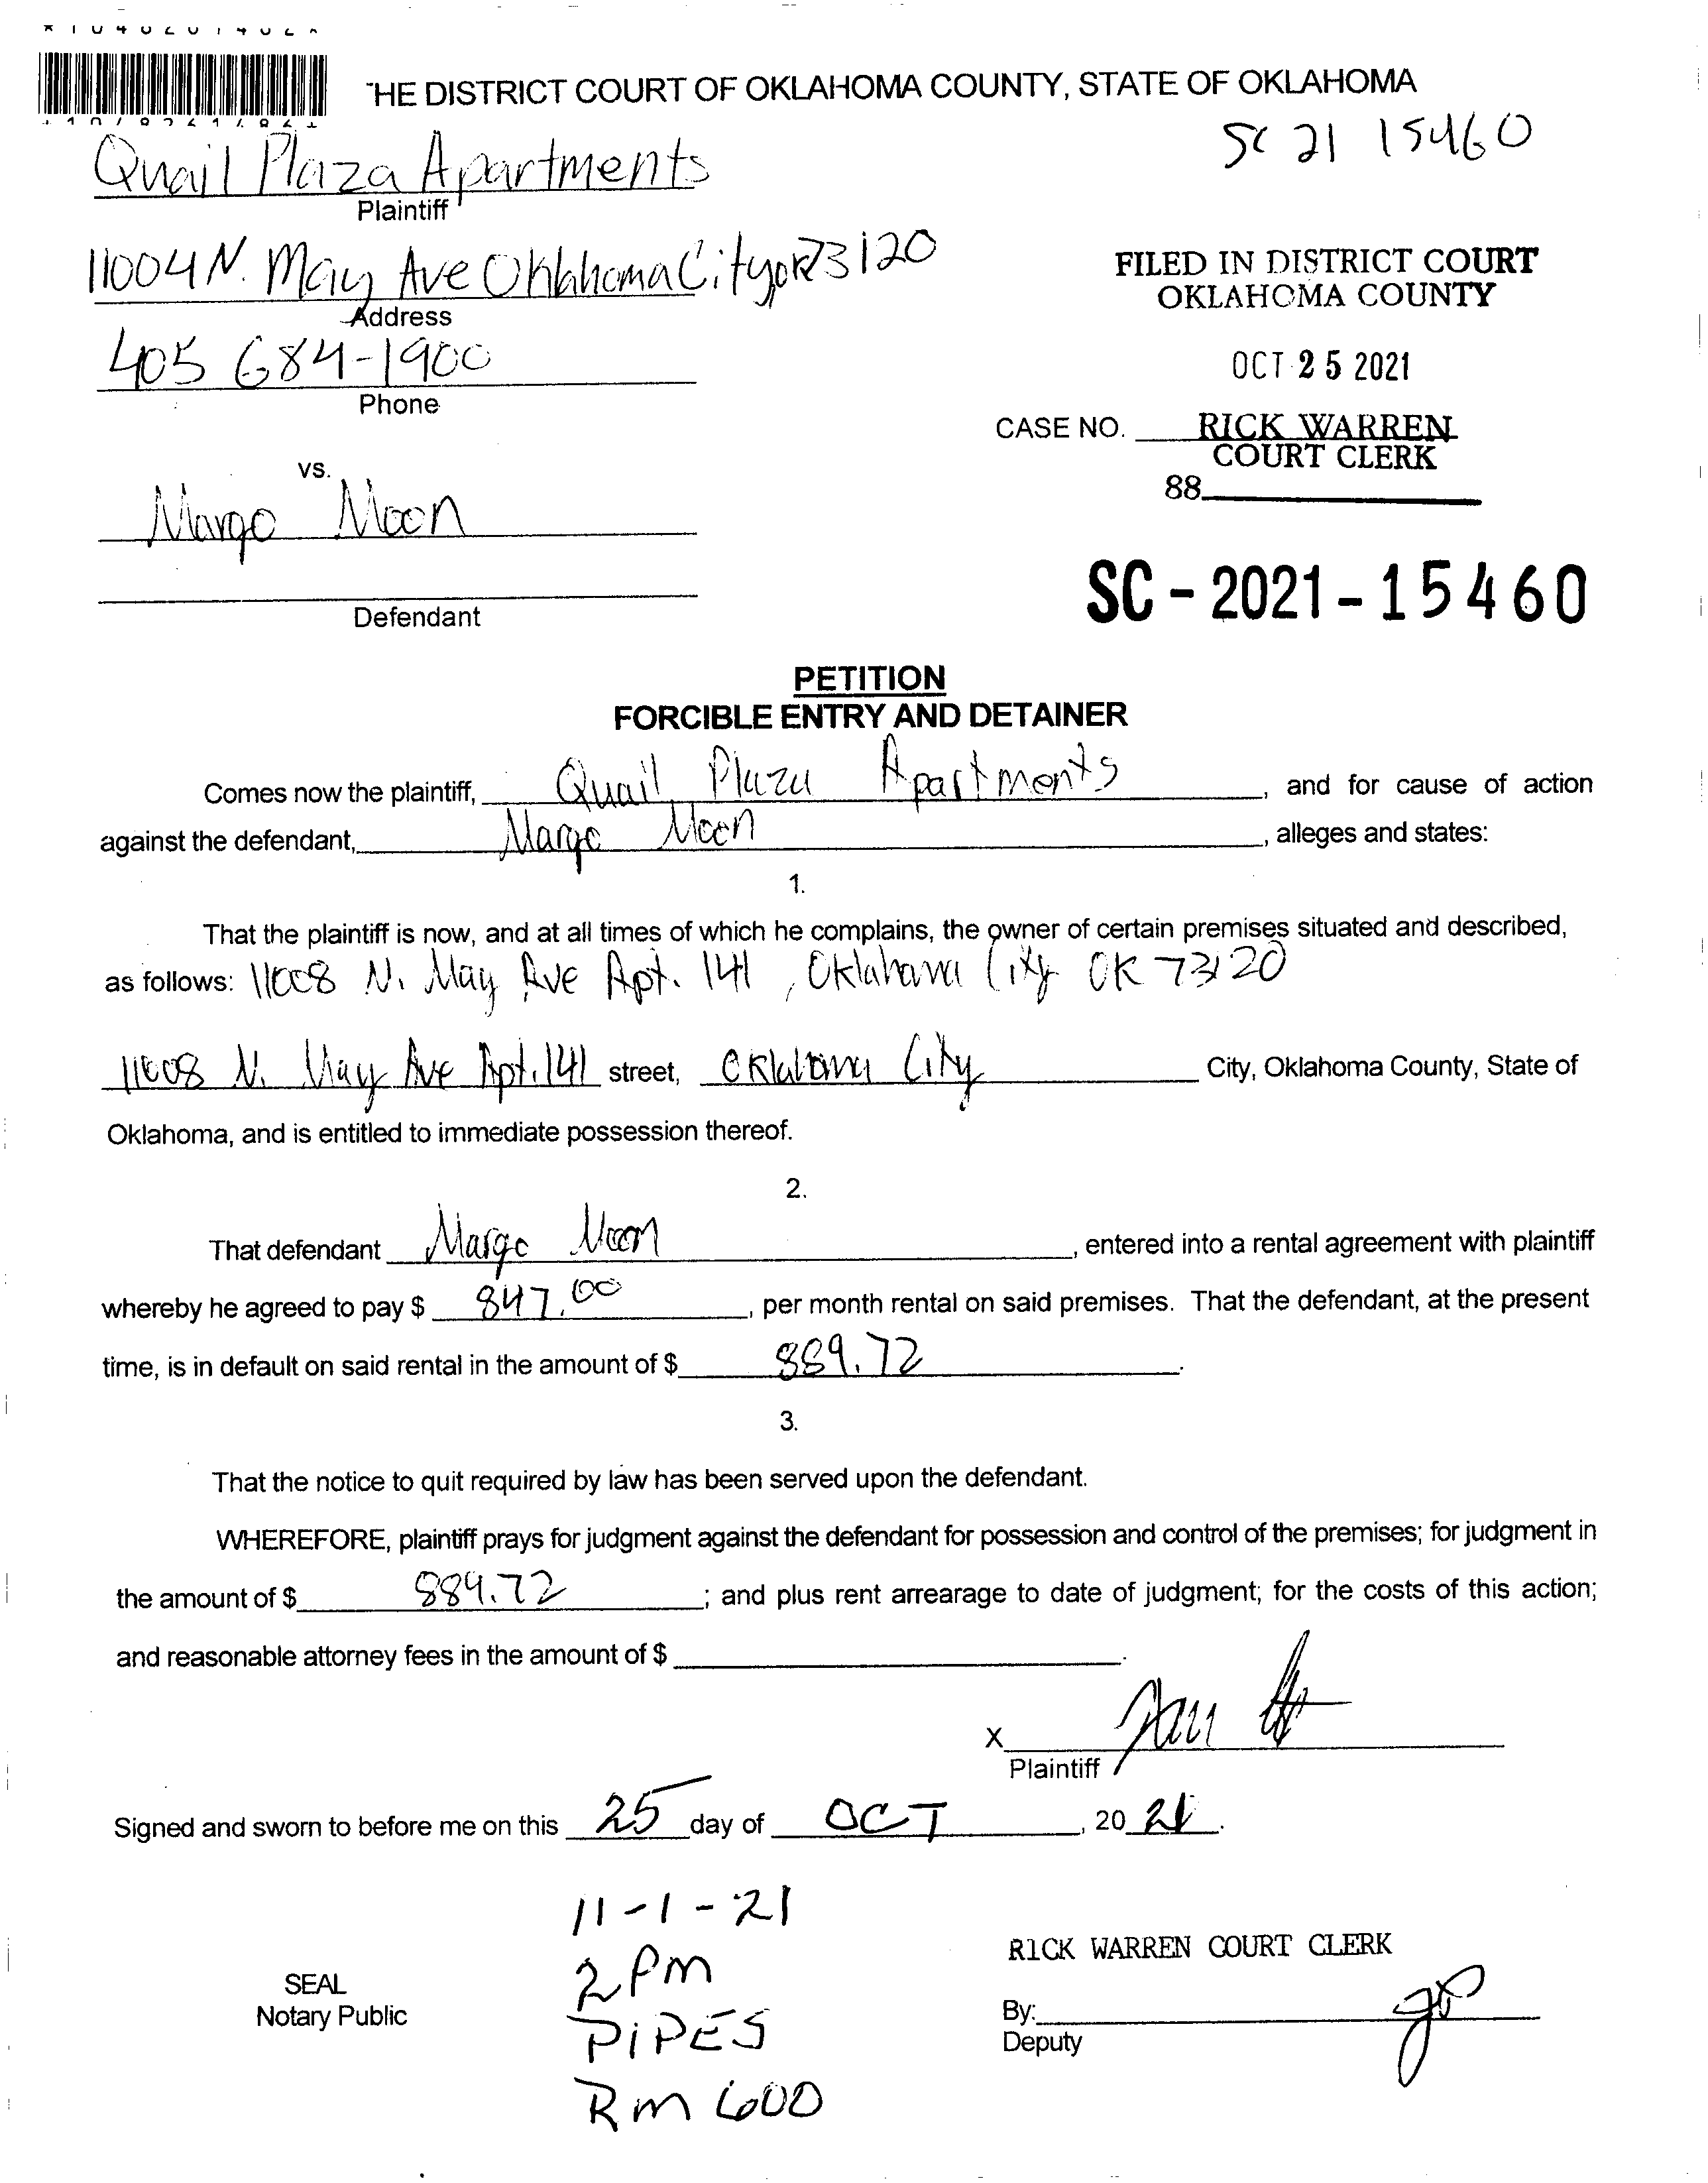 HE DISTRICT COURT OF OKLAHOMA COUNTY, STATE OF OKLAHOMA
SC 21 15460
Quail Plaza Apartments
Plaintiff
11004 N. May Ave Oklahoma City OK 73120
Address
405 684-1900
Phone
FILED IN DISTRICT COURT
OKLAHOMA COUNTY
OCT 25 2021
CASE NO. RICK WARREN
COURT CLERK
88
vs.
Margo Moon
Defendant
SC-2021-15460
PETITION
FORCIBLE ENTRY AND DETAINER
Comes now the plaintiff, Quail Plaza Apartments, and for cause of action
against the defendant, Margo Moon, alleges and states:
1.
That the plaintiff is now, and at all times of which he complains, the owner of certain premises situated and described,
as follows: 11008 N. May Ave Apt. 141, Oklahoma City OK 73120
11008 N. May Ave Apt. 141 street, Oklahoma City City, Oklahoma County, State of
Oklahoma, and is entitled to immediate possession thereof.
2.
That defendant Margo Moon, entered into a rental agreement with plaintiff
whereby he agreed to pay $ 847.00, per month rental on said premises. That the defendant, at the present
time, is in default on said rental in the amount of $ 889.72.
3.
That the notice to quit required by law has been served upon the defendant.
WHEREFORE, plaintiff prays for judgment against the defendant for possession and control of the premises; for judgment in
the amount of $ 889.72; and plus rent arrearage to date of judgment; for the costs of this action;
and reasonable attorney fees in the amount of $ .
X
Plaintiff
Signed and sworn to before me on this 25 day of OCT, 20 21.
11-1-21
2 PM
PIPES
Rm 600
SEAL
Notary Public
RICK WARREN COURT CLERK
By:
Deputy